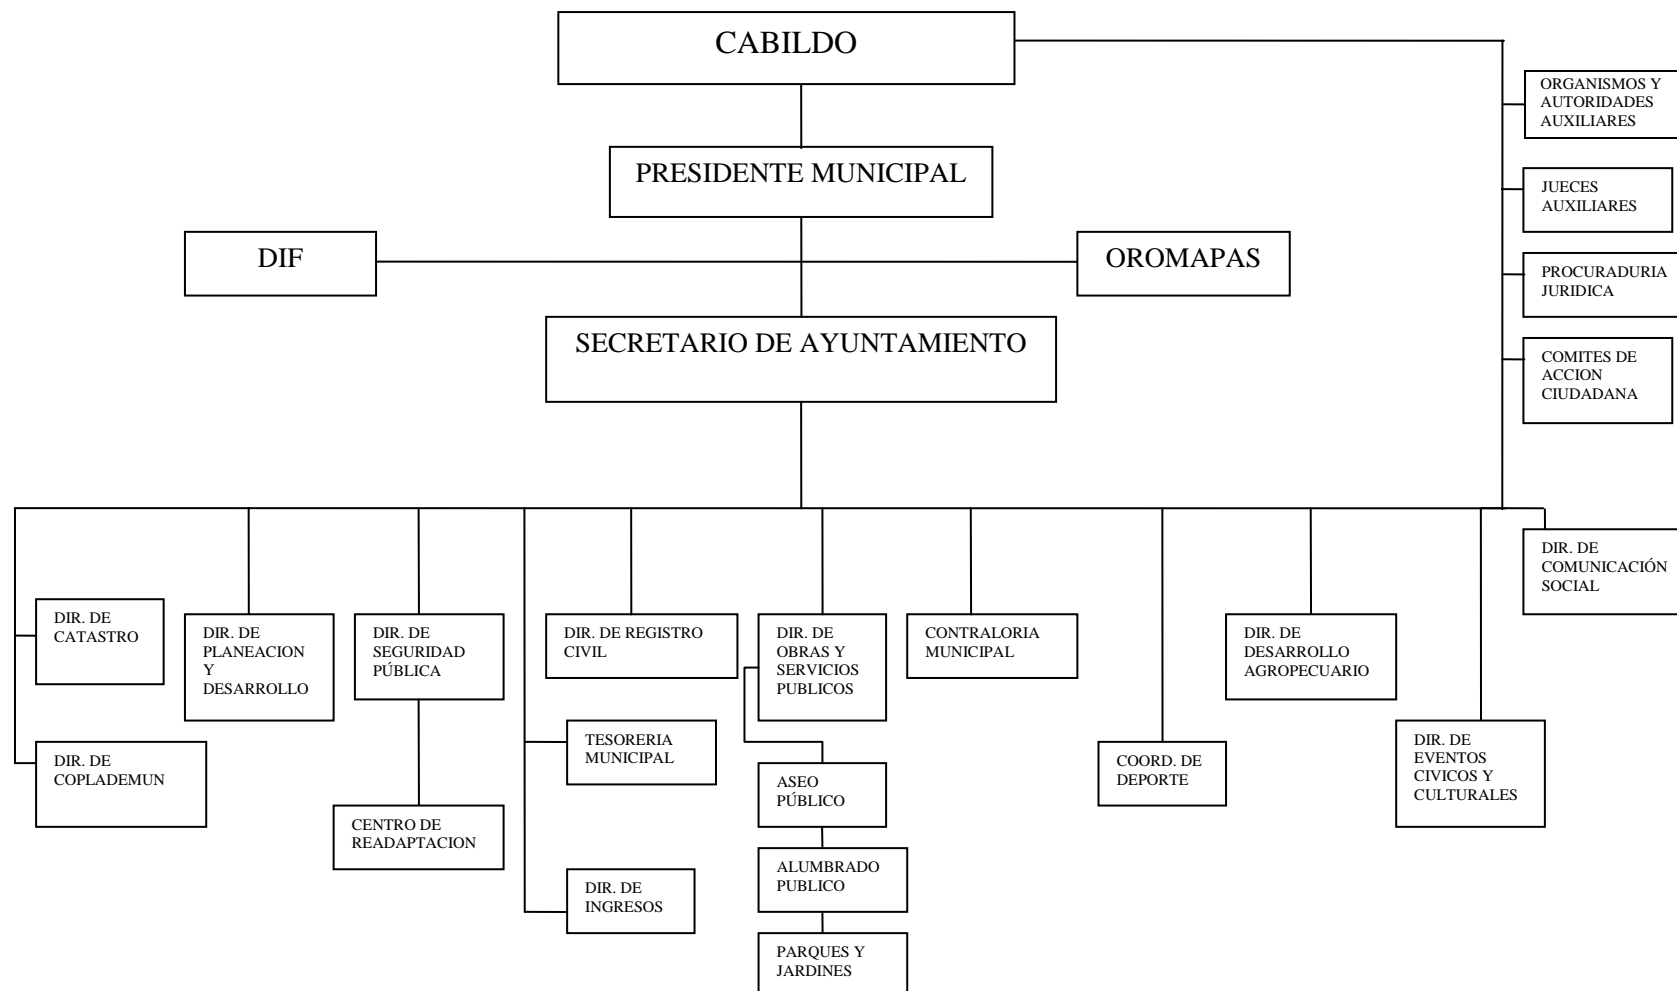 CABILDO
ORGANISMOS Y
AUTORIDADES
AUXILIARES
PRESIDENTE MUNICIPAL
JUECES
AUXILIARES
DIF
OROMAPAS
PROCURADURIA
JURIDICA
SECRETARIO DE AYUNTAMIENTO
COMITES DE
ACCION
CIUDADANA
DIR. DE
COMUNICACIÓN
SOCIAL
DIR. DE
CATASTRO
DIR. DE
PLANEACION
Y
DESARROLLO
DIR. DE
SEGURIDAD
PÚBLICA
DIR. DE REGISTRO
CIVIL
DIR. DE
OBRAS Y
SERVICIOS
PUBLICOS
CONTRALORIA
MUNICIPAL
DIR. DE
DESARROLLO
AGROPECUARIO
DIR. DE
COPLADEMUN
TESORERIA
MUNICIPAL
COORD. DE
DEPORTE
DIR. DE
EVENTOS
CIVICOS Y
CULTURALES
ASEO
PÚBLICO
CENTRO DE
READAPTACION
ALUMBRADO
PUBLICO
DIR. DE
INGRESOS
PARQUES Y
JARDINES